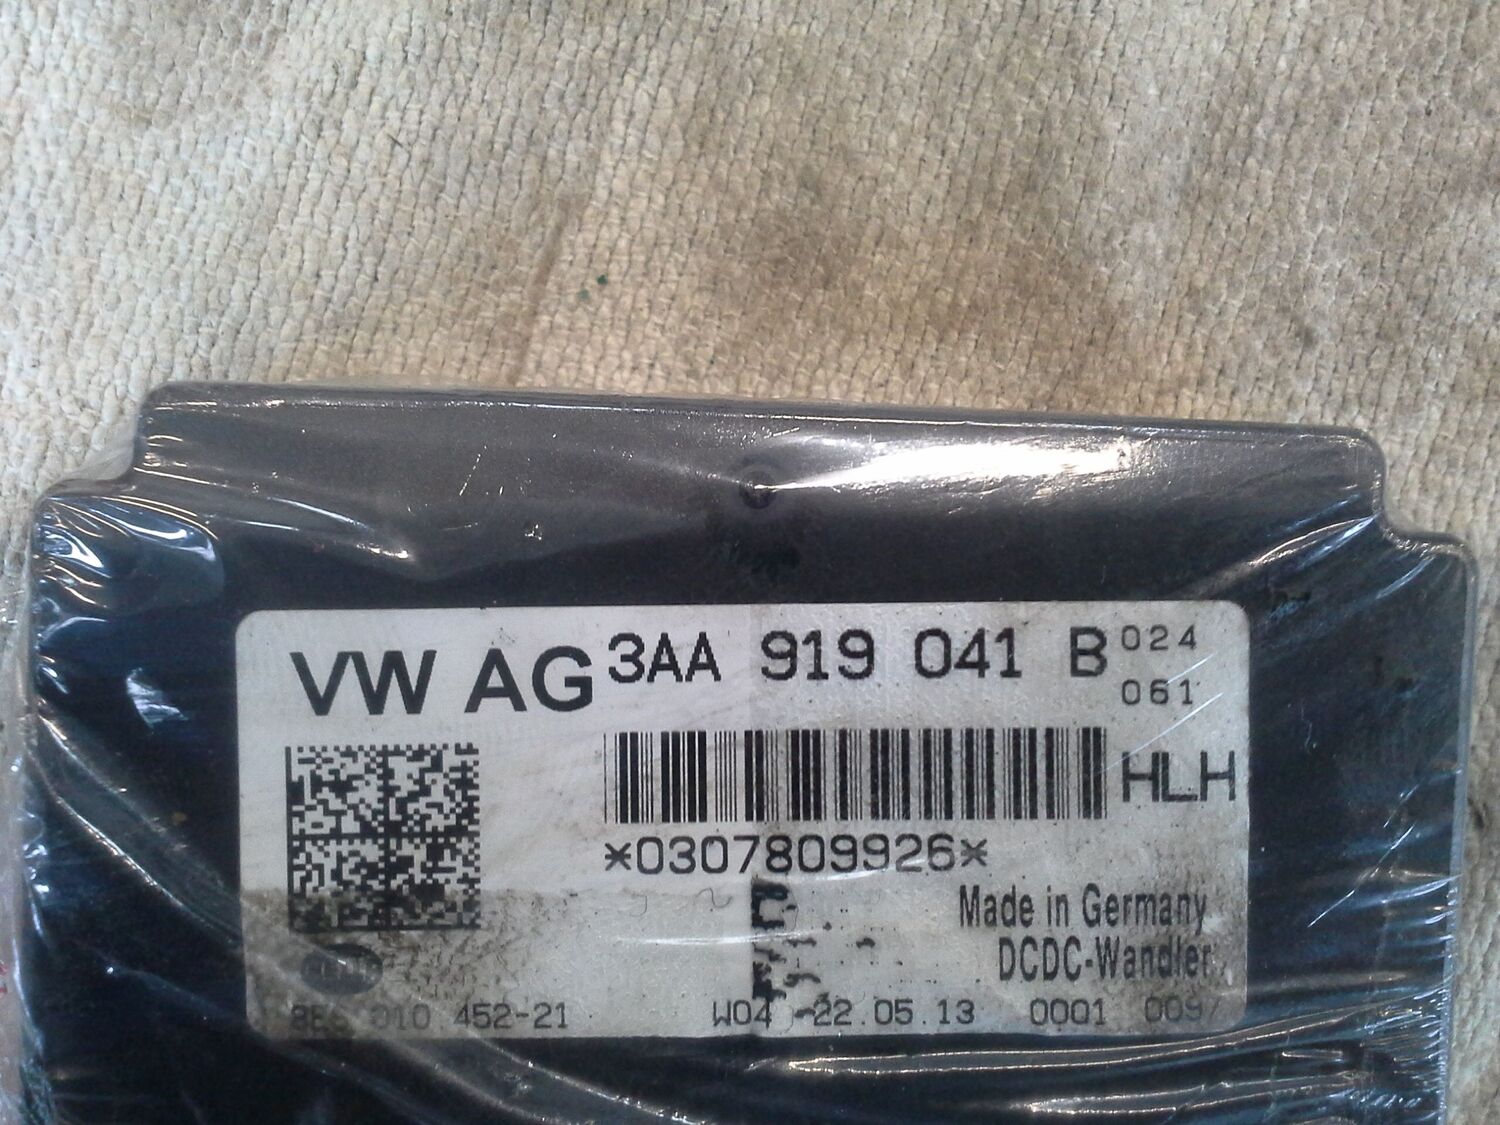 VW AG 3AA 919 041 B 024
061
HLH
*0307809926*
Made in Germany
DCDC-Wandler
010 452-21 W04 22.05.13 0001 009